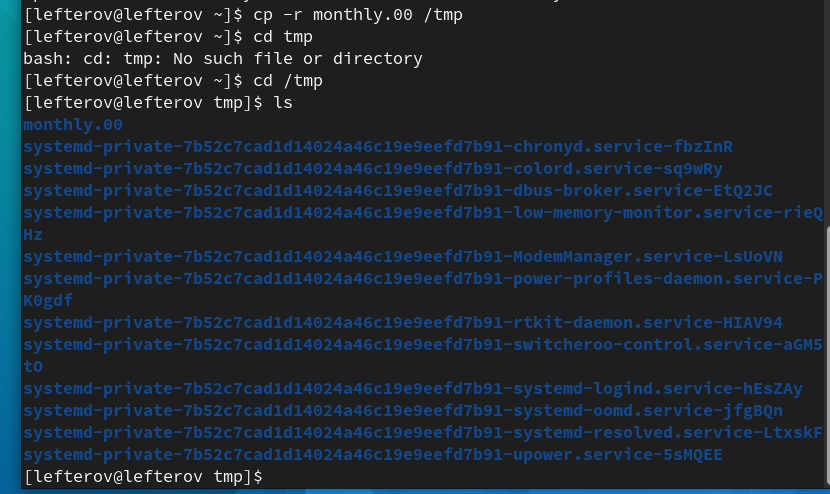 [lefterov@lefterov ~]$ cp -r monthly.00 /tmp
[lefterov@lefterov ~]$ cd tmp
bash: cd: tmp: No such file or directory
[lefterov@lefterov ~]$ cd /tmp
[lefterov@lefterov tmp]$ ls
monthly.00
systemd-private-7b52c7cad1d14024a46c19e9eefd7b91-chronyd.service-fbzInR
systemd-private-7b52c7cad1d14024a46c19e9eefd7b91-colord.service-sq9wRy
systemd-private-7b52c7cad1d14024a46c19e9eefd7b91-dbus-broker.service-EtQ2JC
systemd-private-7b52c7cad1d14024a46c19e9eefd7b91-low-memory-monitor.service-rieQ
Hz
systemd-private-7b52c7cad1d14024a46c19e9eefd7b91-ModemManager.service-LsUoVN
systemd-private-7b52c7cad1d14024a46c19e9eefd7b91-power-profiles-daemon.service-P
K0gdf
systemd-private-7b52c7cad1d14024a46c19e9eefd7b91-rtkit-daemon.service-HIAV94
systemd-private-7b52c7cad1d14024a46c19e9eefd7b91-switcheroo-control.service-aGM5
tO
systemd-private-7b52c7cad1d14024a46c19e9eefd7b91-systemd-logind.service-hEsZAy
systemd-private-7b52c7cad1d14024a46c19e9eefd7b91-systemd-oomd.service-jfgBQn
systemd-private-7b52c7cad1d14024a46c19e9eefd7b91-systemd-resolved.service-LtxskF
systemd-private-7b52c7cad1d14024a46c19e9eefd7b91-upower.service-5sMQEE
[lefterov@lefterov tmp]$